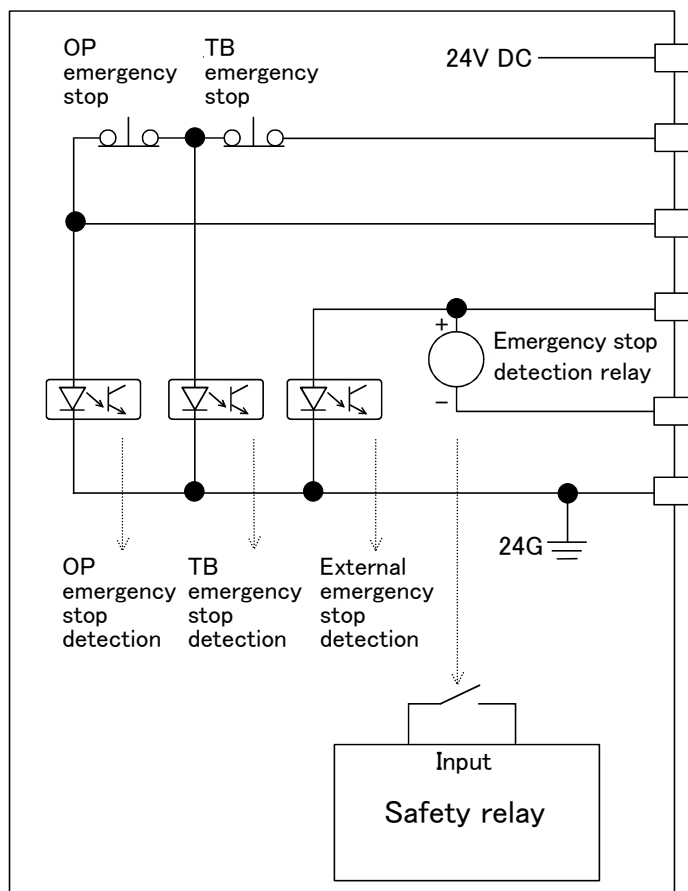 OP
emergency
stop
TB
emergency
stop
24V DC
+
Emergency stop
detection relay
−
24G
OP
emergency
stop
detection
TB
emergency
stop
detection
External
emergency
stop
detection
Input
Safety relay